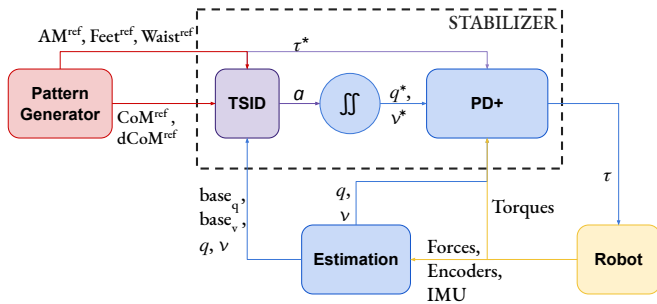 STABILIZER
AM^ref, Feet^ref, Waist^ref
τ*
Pattern
Generator
CoM^ref,
dCoM^ref
TSID
a
∬
q*,
ν*
PD+
τ
base_q,
base_v,
q, ν
q,
ν
Torques
Estimation
Forces,
Encoders,
IMU
Robot